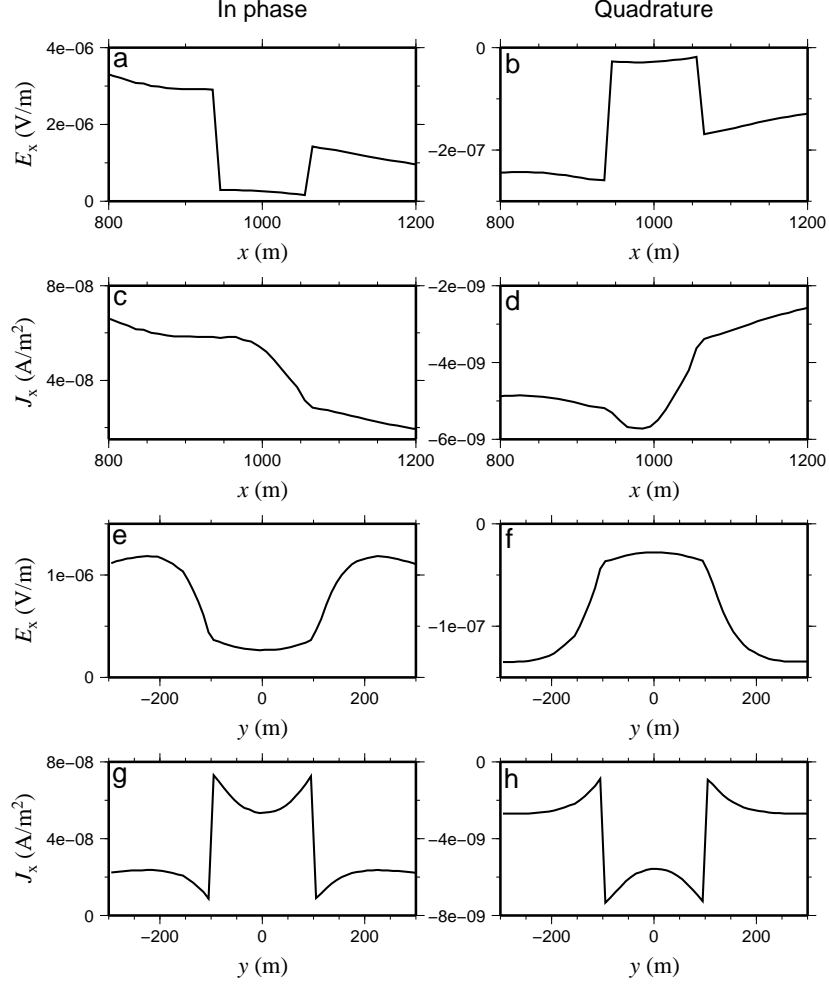 In phase Quadrature
a
4e−06
2e−06
0
E_x (V/m)
800 1000 1200
x (m)
b
0
−2e−07
800 1000 1200
x (m)
c
8e−08
4e−08
J_x (A/m²)
800 1000 1200
x (m)
d
−2e−09
−4e−09
−6e−09
800 1000 1200
x (m)
e
1e−06
0
E_x (V/m)
−200 0 200
y (m)
f
0
−1e−07
−200 0 200
y (m)
g
8e−08
4e−08
0
J_x (A/m²)
−200 0 200
y (m)
h
0
−4e−09
−8e−09
−200 0 200
y (m)